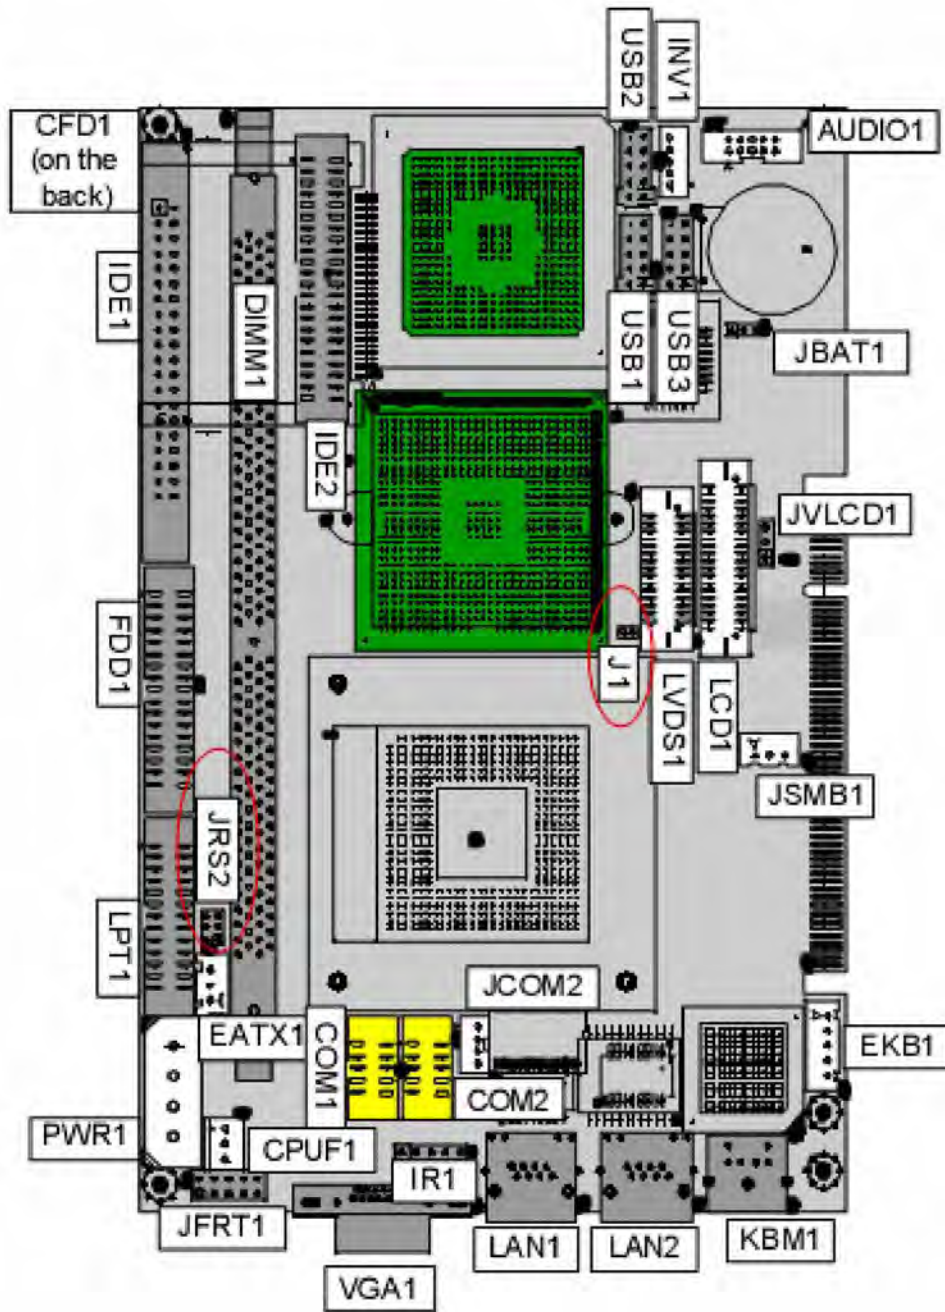 USB2
INV1
CFD1
(on the
back)
AUDIO1
IDE1
DIMM1
USB1
USB3
JBAT1
IDE2
JVLCD1
FDD1
J1
LVDS1
LCD1
JSMB1
JRS2
LPT1
JCOM2
EATX1
COM1
EKB1
COM2
PWR1
CPUF1
IR1
JFRT1
LAN1
LAN2
KBM1
VGA1